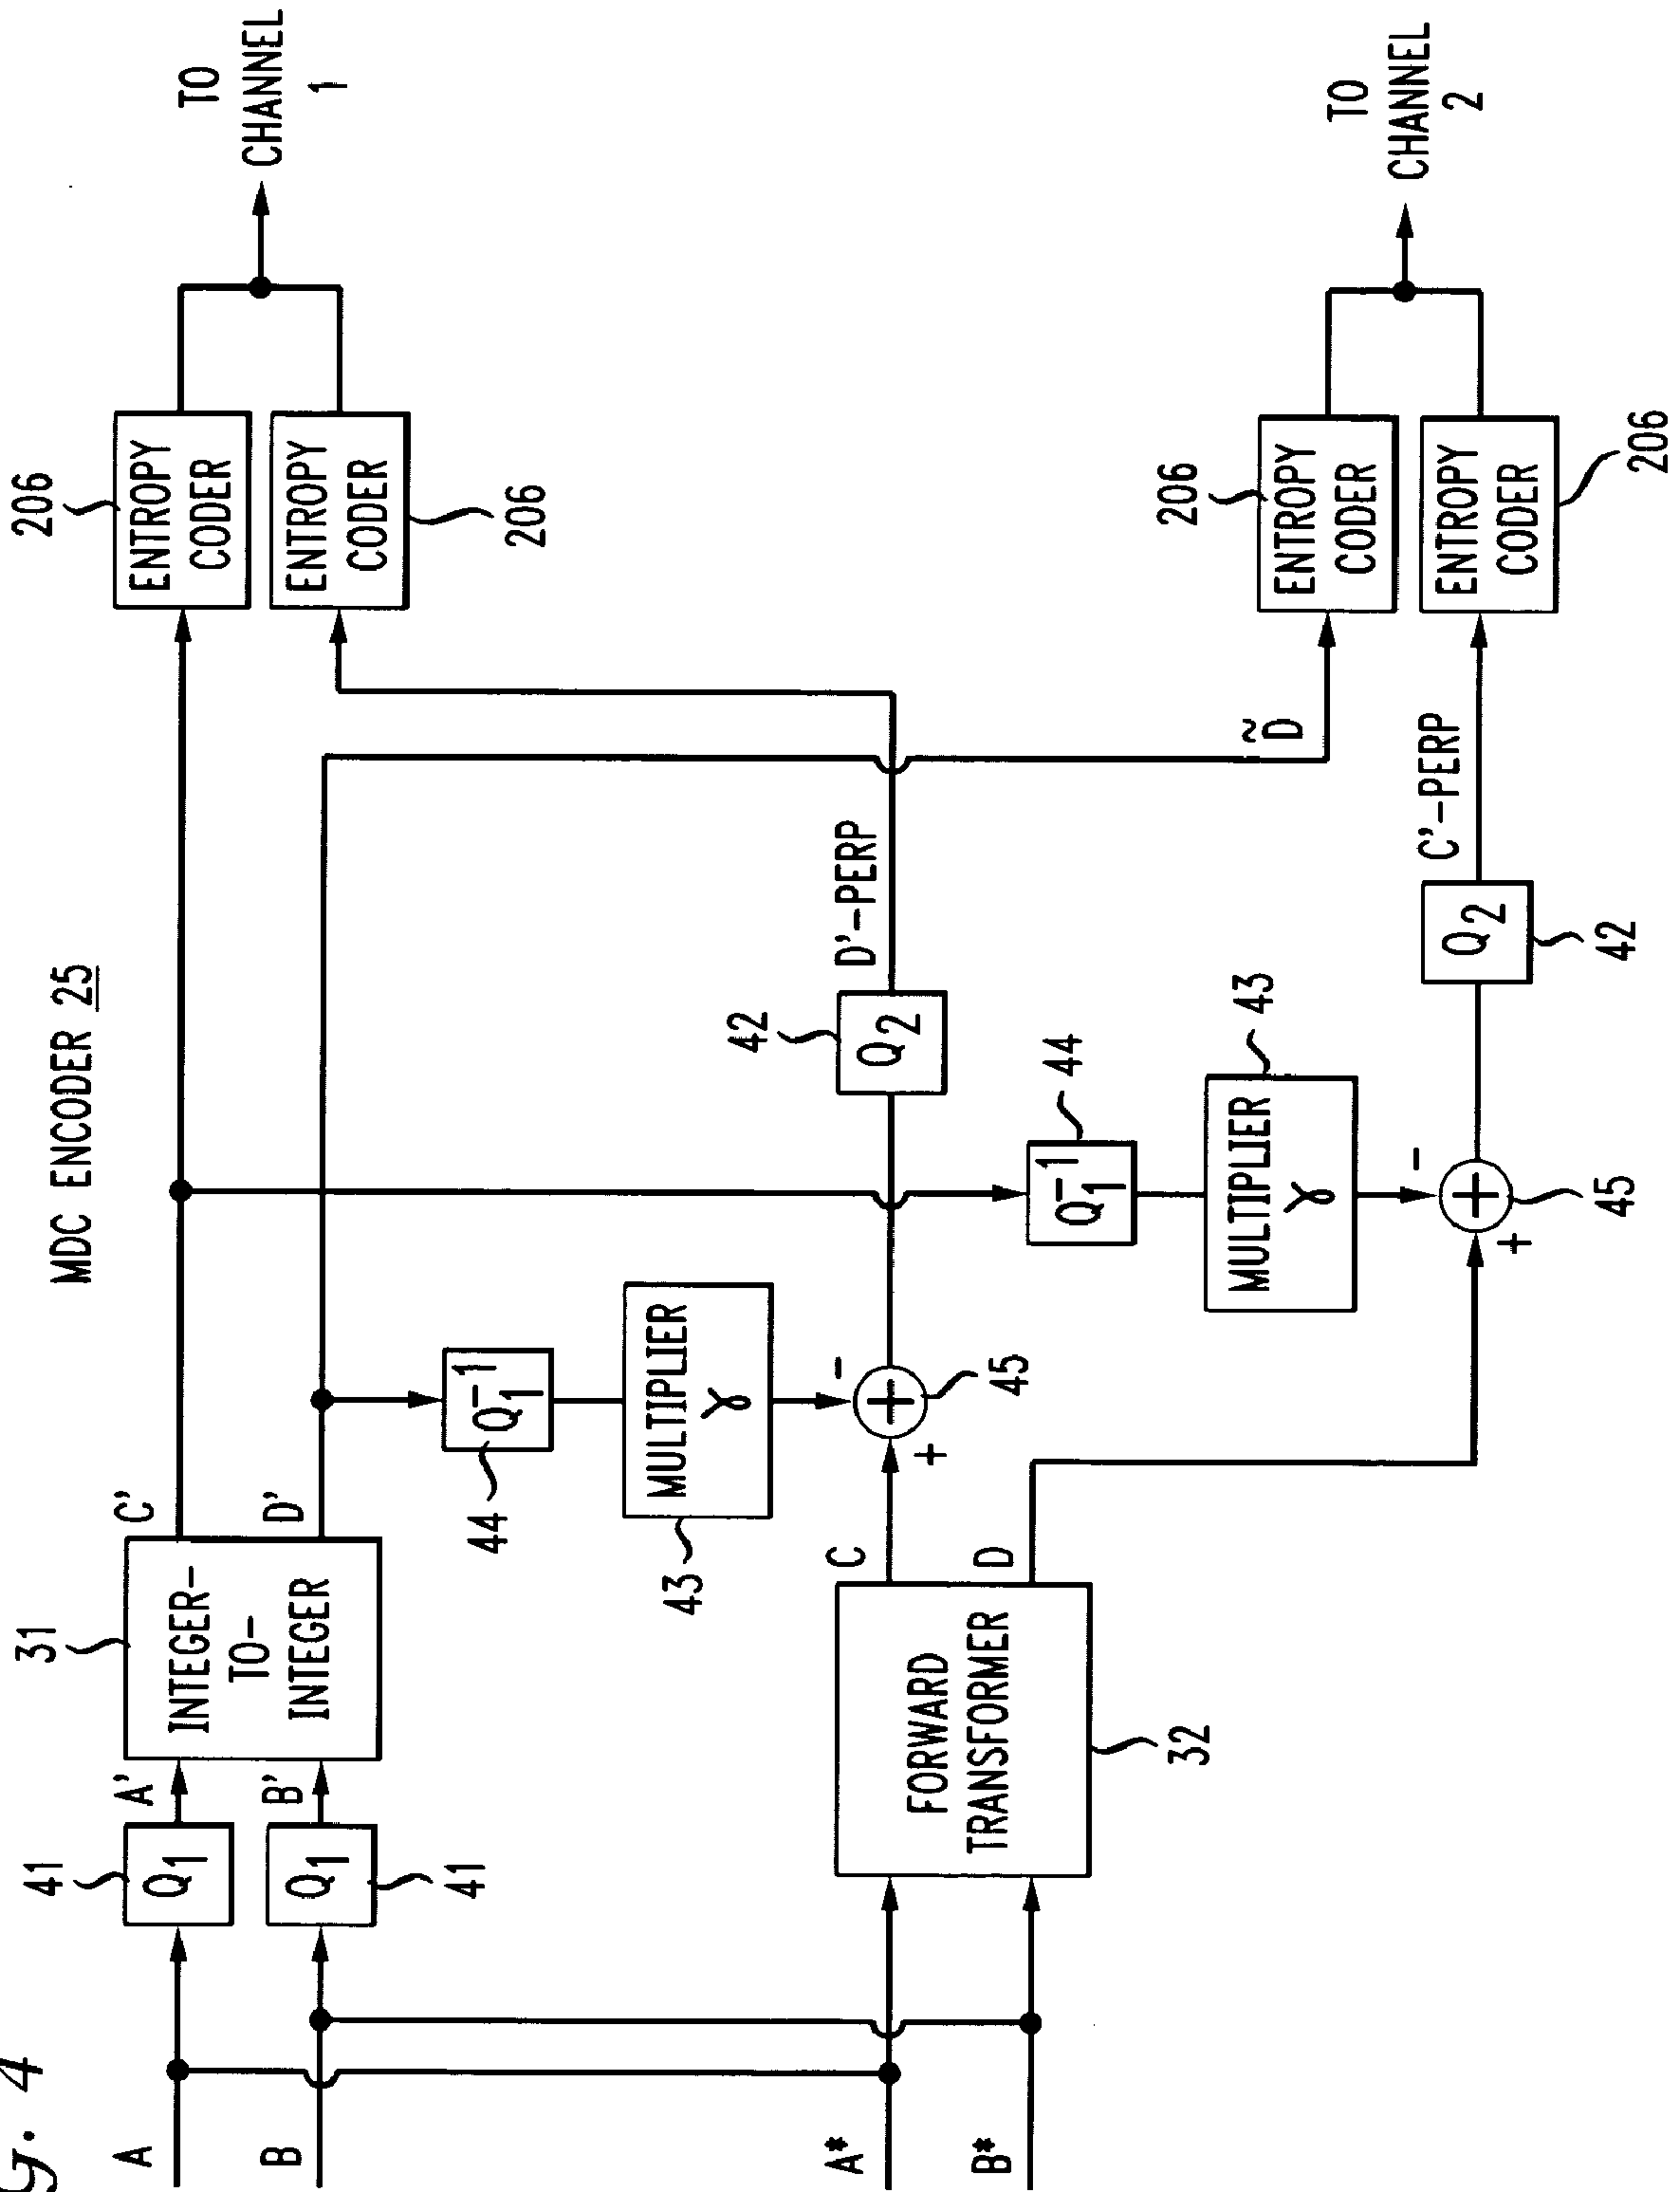 G. 4
MDC ENCODER 25
A
B
A*
B*
41
Q1
41
Q1
A'
B'
31
INTEGER-
TO-
INTEGER
C'
D'
FORWARD
TRANSFORMER
32
C
D
44
Q1-1
43
MULTIPLIER
γ
-
+
45
44
Q1-1
43
MULTIPLIER
γ
-
+
45
42
Q2
D'-PERP
42
Q2
C'-PERP
D̃
206
ENTROPY
CODER
ENTROPY
CODER
206
206
ENTROPY
CODER
ENTROPY
CODER
206
TO
CHANNEL
1
TO
CHANNEL
2